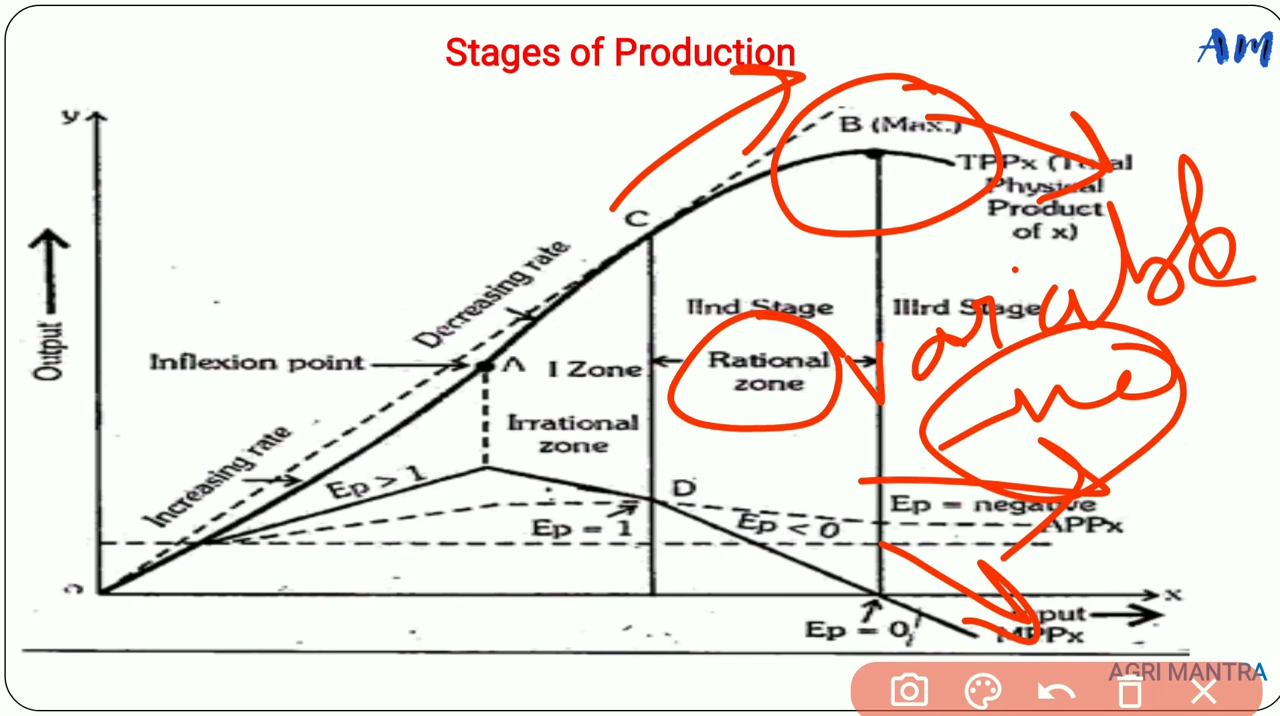 Stages of Production
AM
y
B (Max.)
TPPx (Total
Physical
Product
of x)
C
Output
Decreasing rate
IInd Stage
IIIrd Stage
Inflexion point
A
I Zone
Rational
zone
Irrational
zone
Increasing rate
Ep > 1
D
Ep = 1
Ep < 0
Ep = negative
APPx
x
Ep = 0
MPPx
AGRI MANTRA